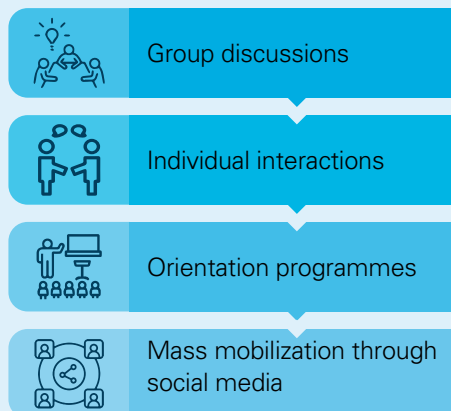 Group discussions
Individual interactions
Orientation programmes
Mass mobilization through
social media